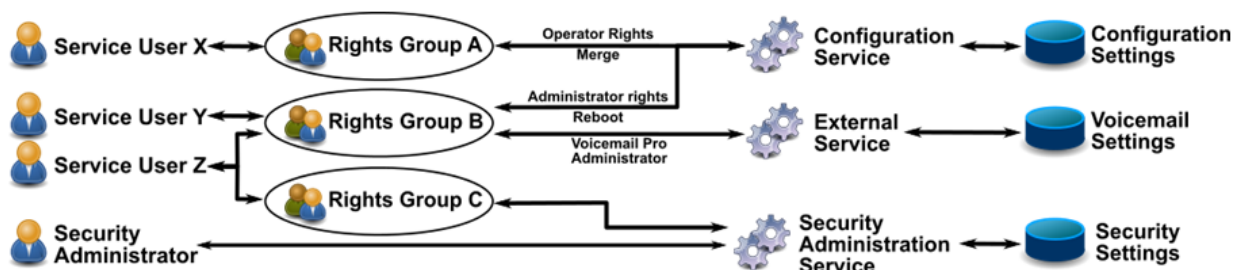 Service User X
Rights Group A
Operator Rights
Merge
Configuration
Service
Configuration
Settings
Service User Y
Rights Group B
Administrator rights
Reboot
Voicemail Pro
Administrator
External
Service
Voicemail
Settings
Service User Z
Rights Group C
Security
Administrator
Security
Administration
Service
Security
Settings